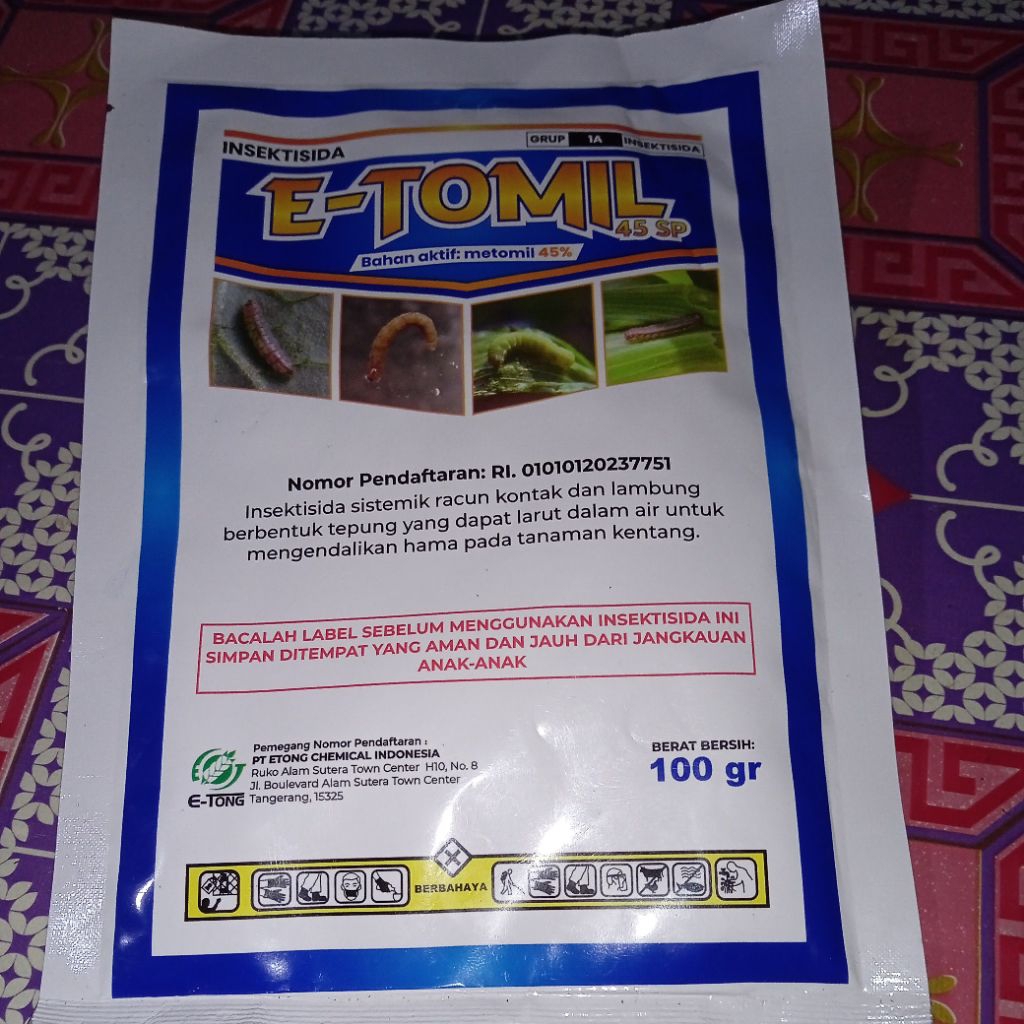 INSEKTISIDA
GRUP 1A INSEKTISIDA
E-TOMIL
45 SP
Bahan aktif: metomil 45%
Nomor Pendaftaran: RI. 01010120237751
Insektisida sistemik racun kontak dan lambung
berbentuk tepung yang dapat larut dalam air untuk
mengendalikan hama pada tanaman kentang.
BACALAH LABEL SEBELUM MENGGUNAKAN INSEKTISIDA INI
SIMPAN DITEMPAT YANG AMAN DAN JAUH DARI JANGKAUAN
ANAK-ANAK
Pemegang Nomor Pendaftaran :
PT ETONG CHEMICAL INDONESIA
Ruko Alam Sutera Town Center H10, No. 8
Jl. Boulevard Alam Sutera Town Center
Tangerang, 15325
E-TONG
BERAT BERSIH:
100 gr
BERBAHAYA